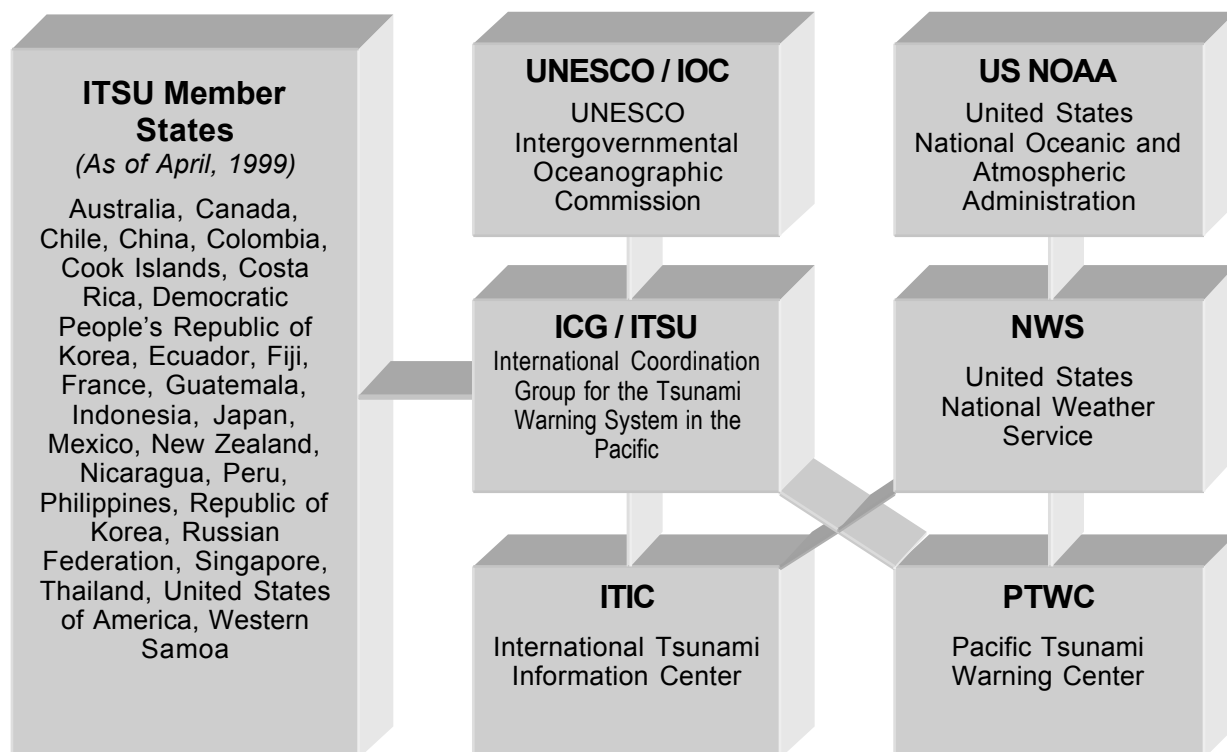 ITSU Member
States
(As of April, 1999)
Australia, Canada,
Chile, China, Colombia,
Cook Islands, Costa
Rica, Democratic
People's Republic of
Korea, Ecuador, Fiji,
France, Guatemala,
Indonesia, Japan,
Mexico, New Zealand,
Nicaragua, Peru,
Philippines, Republic of
Korea, Russian
Federation, Singapore,
Thailand, United States
of America, Western
Samoa
UNESCO / IOC
UNESCO
Intergovernmental
Oceanographic
Commission
US NOAA
United States
National Oceanic and
Atmospheric
Administration
ICG / ITSU
International Coordination
Group for the Tsunami
Warning System in the
Pacific
NWS
United States
National Weather
Service
ITIC
International Tsunami
Information Center
PTWC
Pacific Tsunami
Warning Center